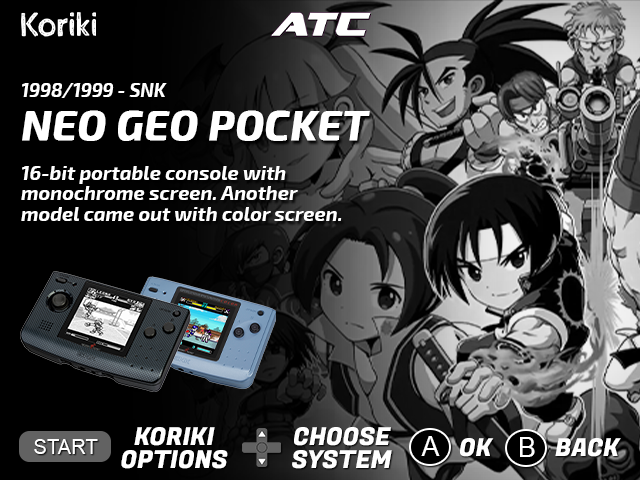 Koriki
ATC
1998/1999 - SNK
NEO GEO POCKET
16-bit portable console with
monochrome screen. Another
model came out with color screen.
START
KORIKI
OPTIONS
CHOOSE
SYSTEM
A OK
B BACK